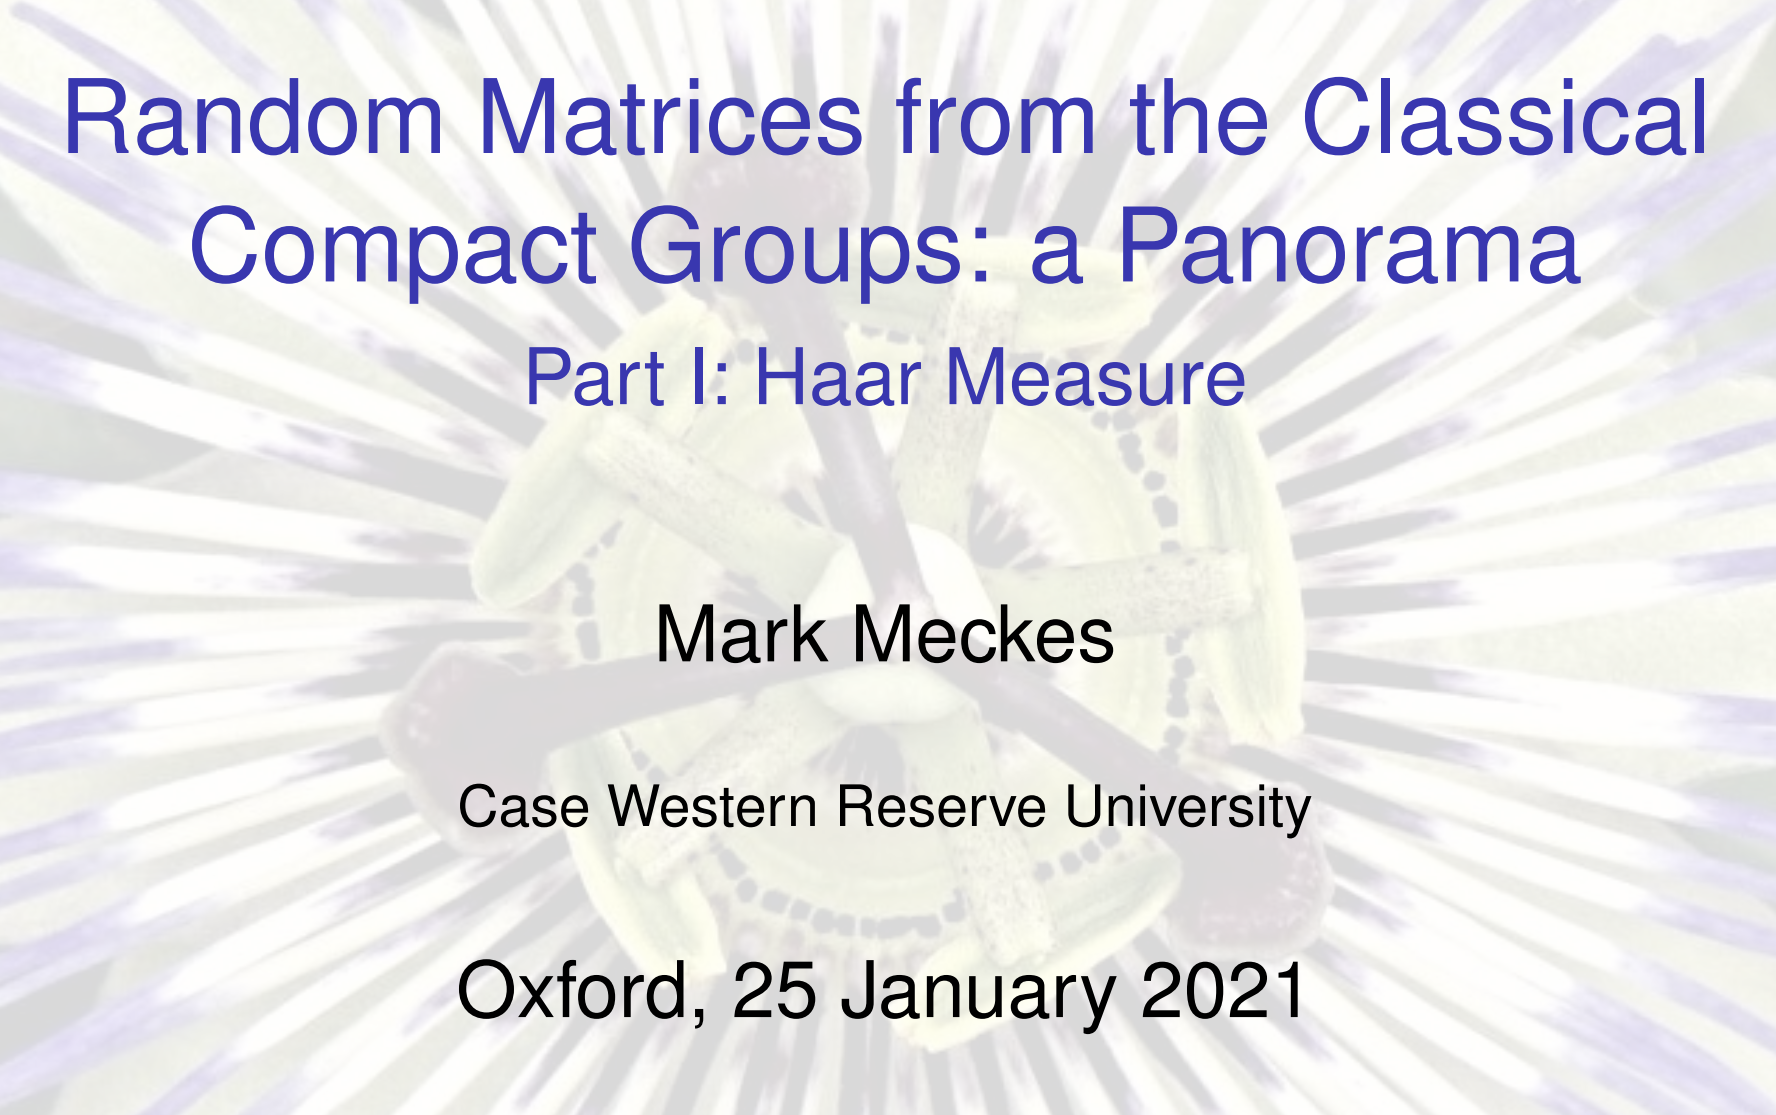 Random Matrices from the Classical
Compact Groups: a Panorama
Part I: Haar Measure
Mark Meckes
Case Western Reserve University
Oxford, 25 January 2021